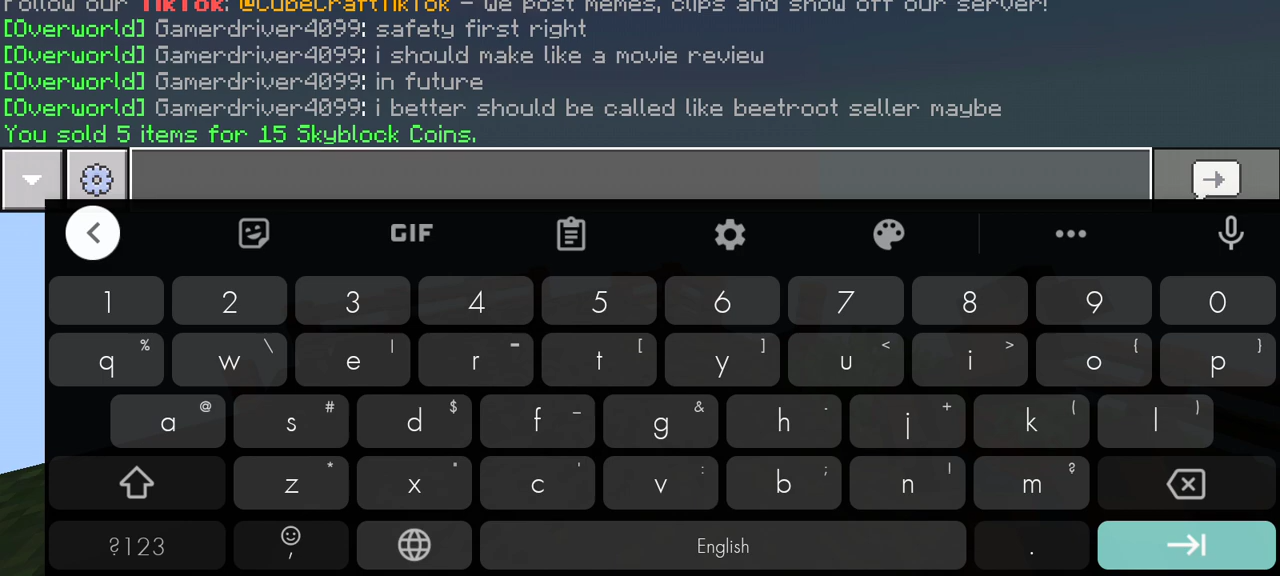 Follow our TikTok: @CubeCraftTikTok - we post memes, clips and show off our server!
[Overworld] Gamerdriver4099: safety first right
[Overworld] Gamerdriver4099: i should make like a movie review
[Overworld] Gamerdriver4099: in future
[Overworld] Gamerdriver4099: i better should be called like beetroot seller maybe
You sold 5 items for 15 Skyblock Coins.
GIF
1 2 3 4 5 6 7 8 9 0
q % w \ e | r = t [ y ] u < i > o { p }
a @ s # d $ f _ g & h - j + k ( l )
z * x " c ' v : b ; n ! m ?
?123 , English .